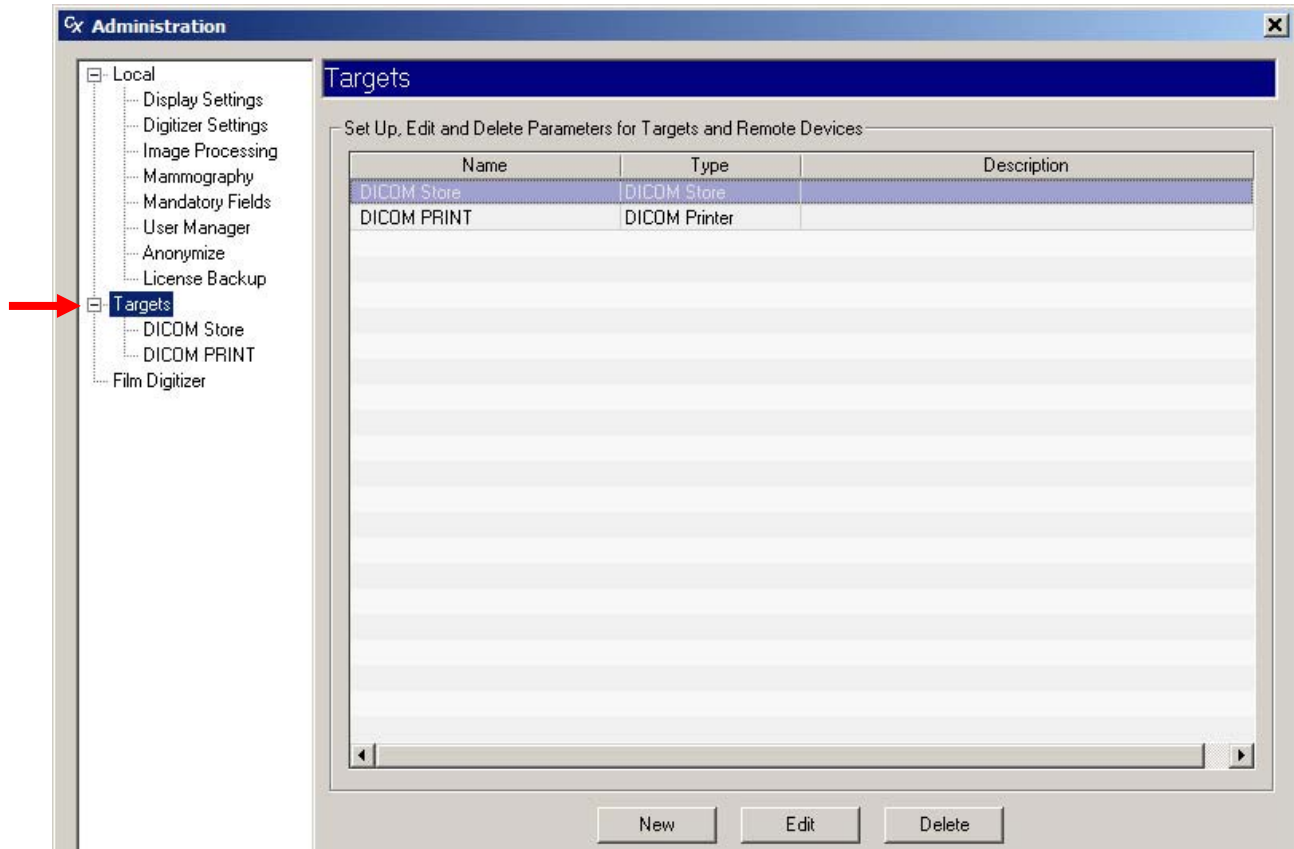 Cx Administration
Local
Display Settings
Digitizer Settings
Image Processing
Mammography
Mandatory Fields
User Manager
Anonymize
License Backup
Targets
DICOM Store
DICOM PRINT
Film Digitizer
Targets
Set Up, Edit and Delete Parameters for Targets and Remote Devices
Name Type Description
DICOM Store DICOM Store
DICOM PRINT DICOM Printer
New Edit Delete